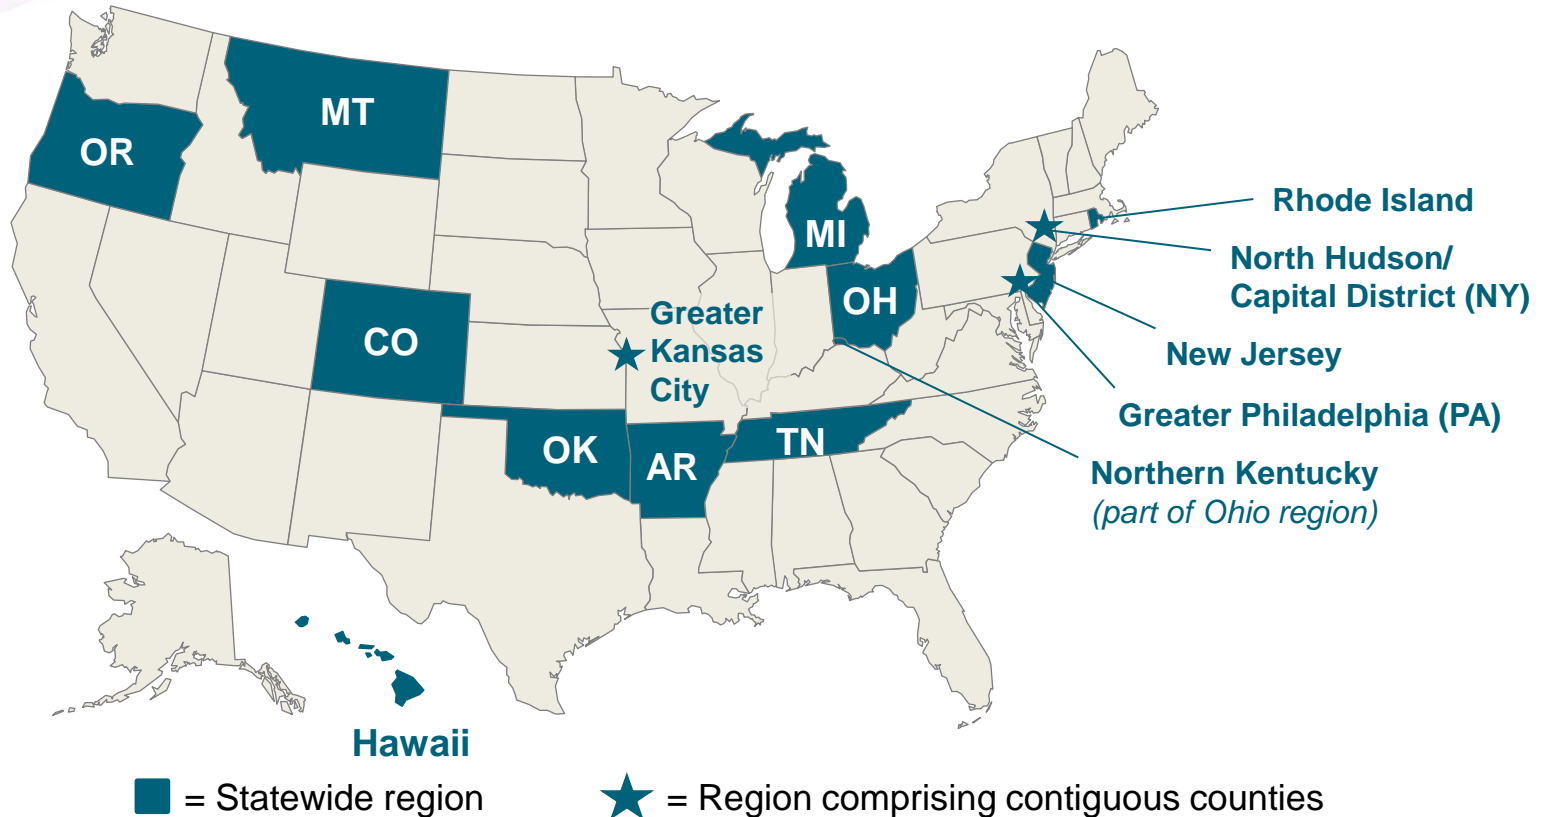 MT
OR
MI
Rhode Island
North Hudson/
Capital District (NY)
OH
Greater
Kansas
City
CO
New Jersey
Greater Philadelphia (PA)
TN
OK
AR
Northern Kentucky
(part of Ohio region)
Hawaii
= Statewide region
= Region comprising contiguous counties